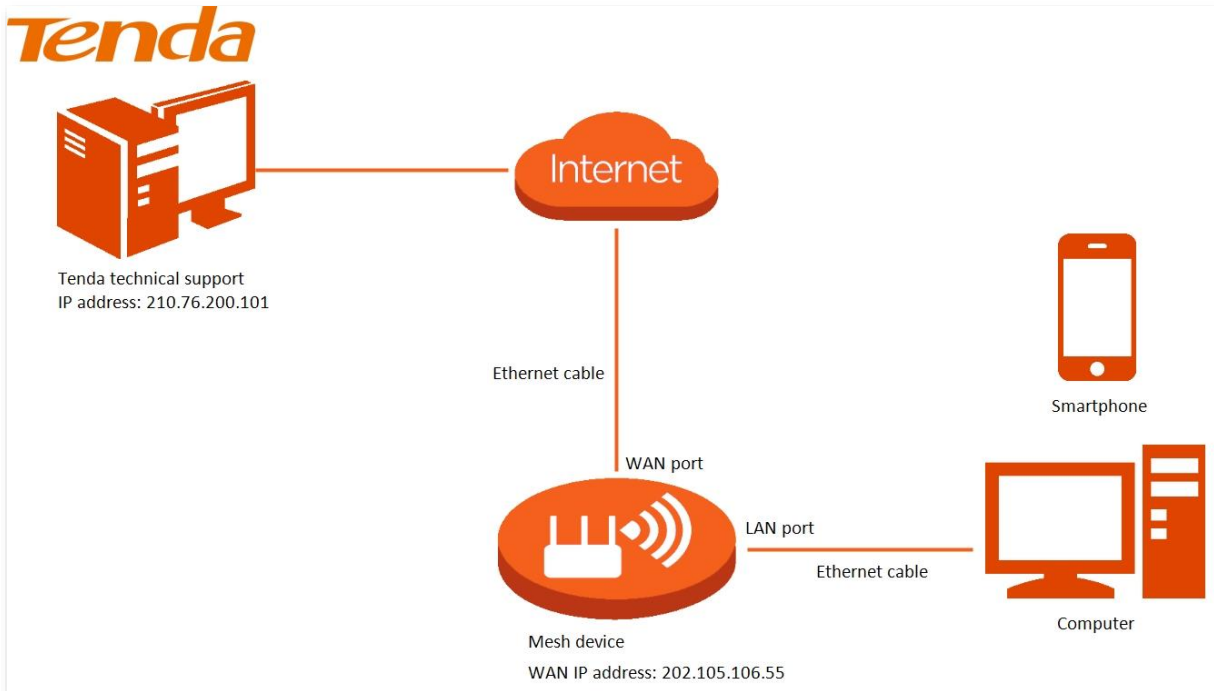 Tenda
Internet
Tenda technical support
IP address: 210.76.200.101
Ethernet cable
Smartphone
WAN port
LAN port
Ethernet cable
Computer
Mesh device
WAN IP address: 202.105.106.55